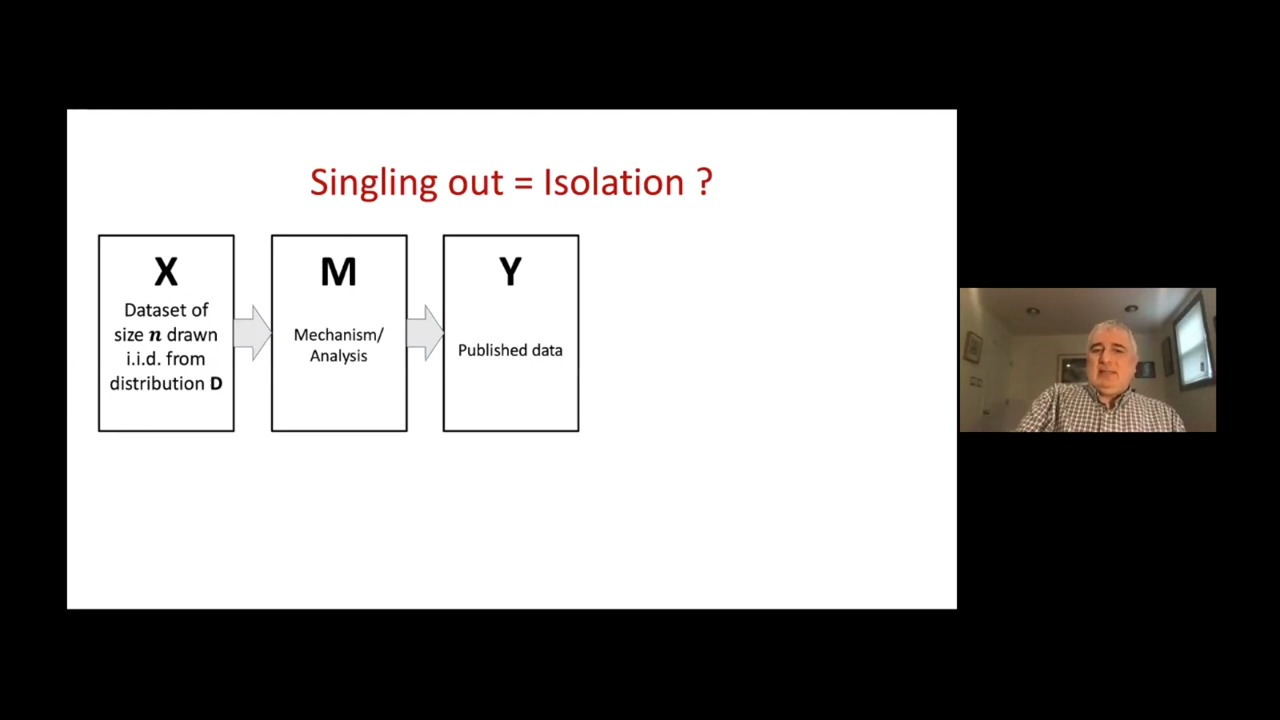 Singling out = Isolation ?
X
Dataset of
size n drawn
i.i.d. from
distribution D
M
Mechanism/
Analysis
Y
Published data